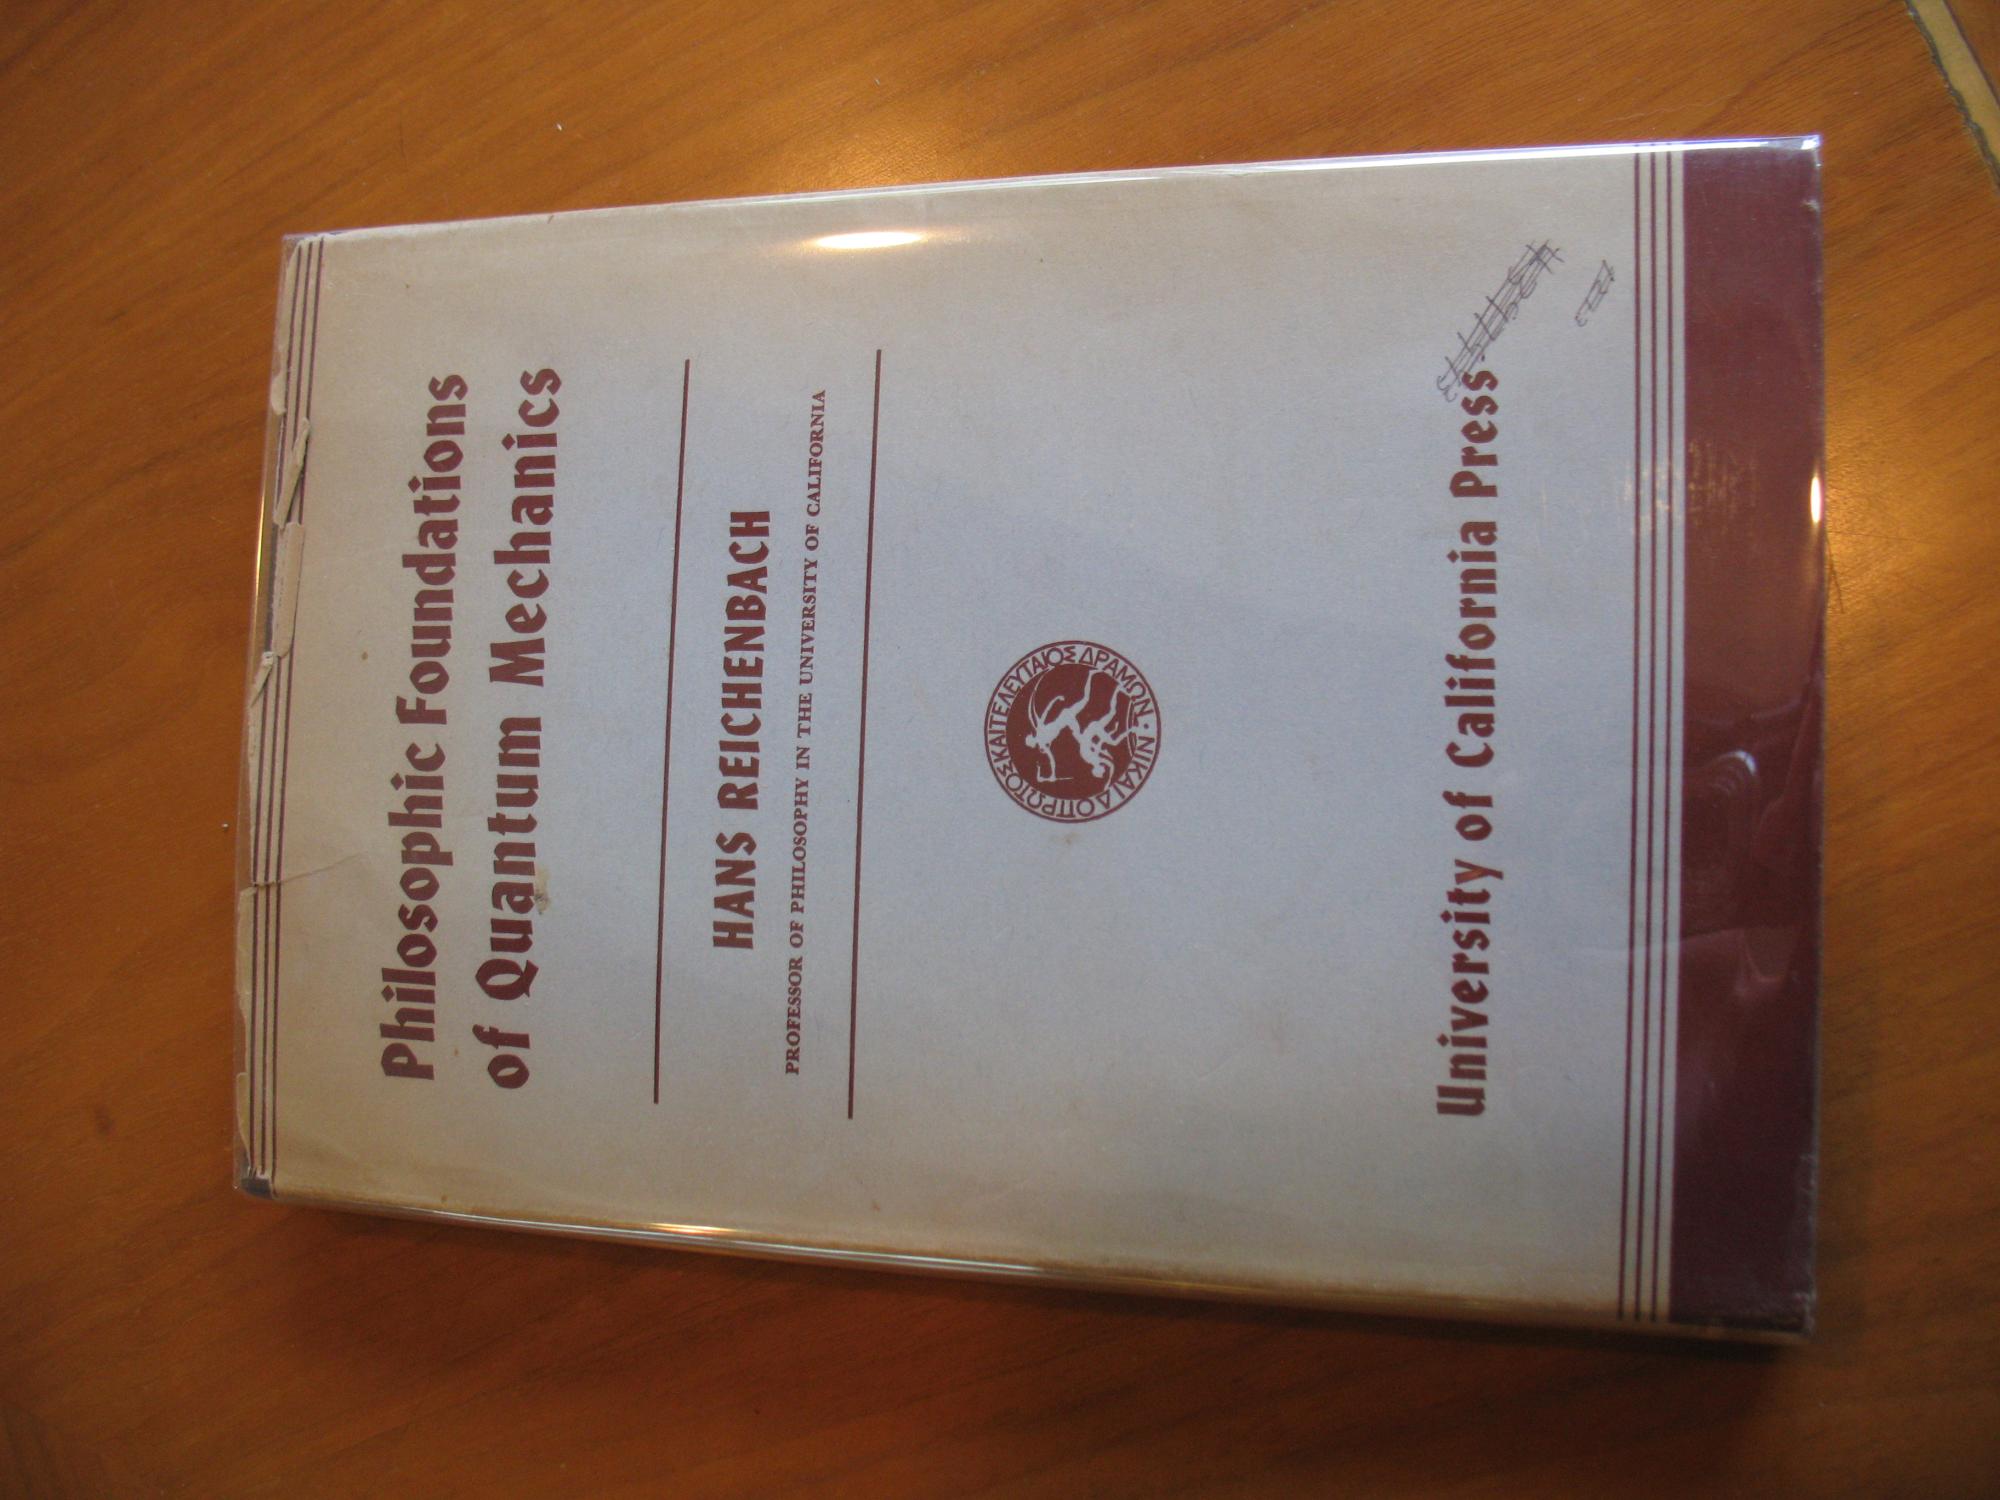 Philosophic Foundations
of Quantum Mechanics
HANS REICHENBACH
PROFESSOR OF PHILOSOPHY IN THE UNIVERSITY OF CALIFORNIA
ΠΡΩΤΟΣ ΚΑΙ ΤΕΛΕΥΤΑΙΟΣ ΔΡΑΜΩΝ · ΝΙΚΑΙ ΔΟ
University of California Press